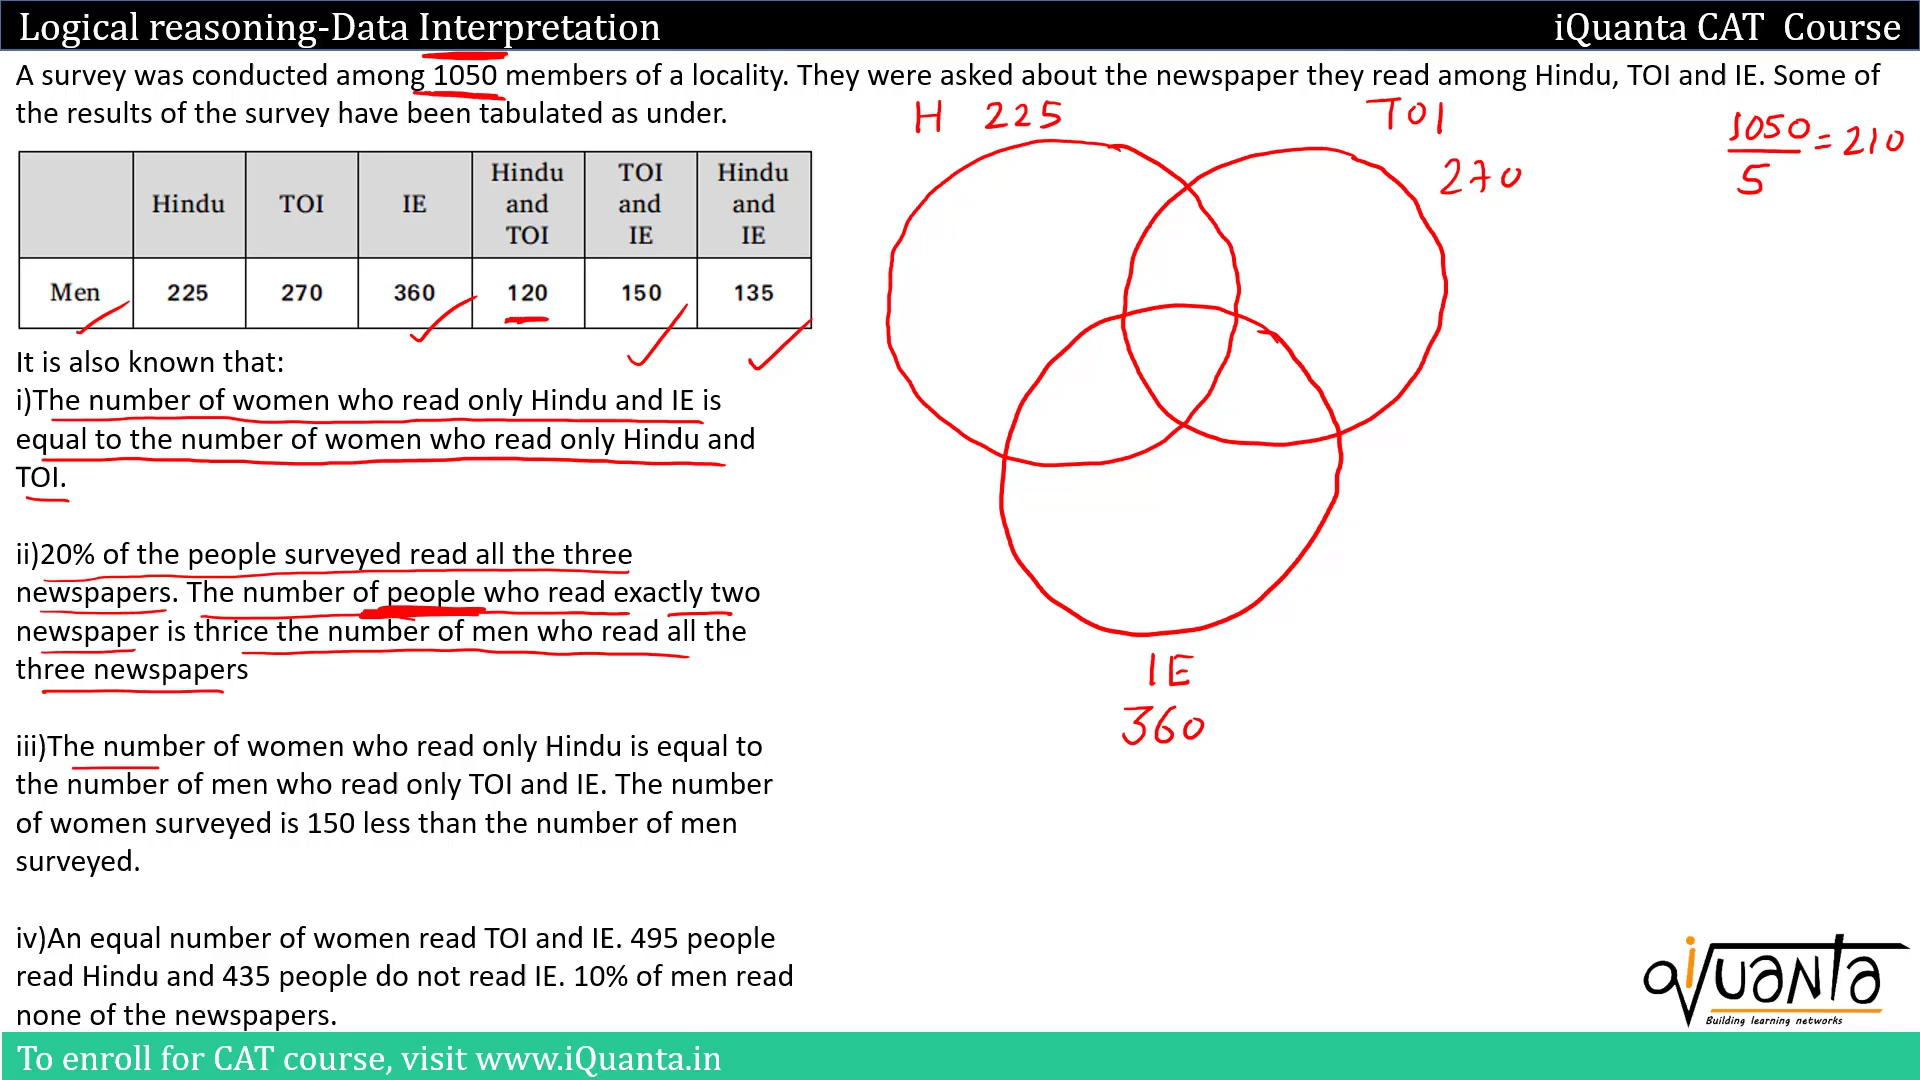 Logical reasoning-Data Interpretation
iQuanta CAT Course
A survey was conducted among 1050 members of a locality. They were asked about the newspaper they read among Hindu, TOI and IE. Some of
the results of the survey have been tabulated as under.
Hindu TOI IE Hindu and TOI TOI and IE Hindu and IE
Men 225 270 360 120 150 135
It is also known that:
i)The number of women who read only Hindu and IE is
equal to the number of women who read only Hindu and
TOI.
ii)20% of the people surveyed read all the three
newspapers. The number of people who read exactly two
newspaper is thrice the number of men who read all the
three newspapers
iii)The number of women who read only Hindu is equal to
the number of men who read only TOI and IE. The number
of women surveyed is 150 less than the number of men
surveyed.
iv)An equal number of women read TOI and IE. 495 people
read Hindu and 435 people do not read IE. 10% of men read
none of the newspapers.
H 225
TOI
270
1050/5 = 210
IE
360
iQuanta
Building learning networks
To enroll for CAT course, visit www.iQuanta.in